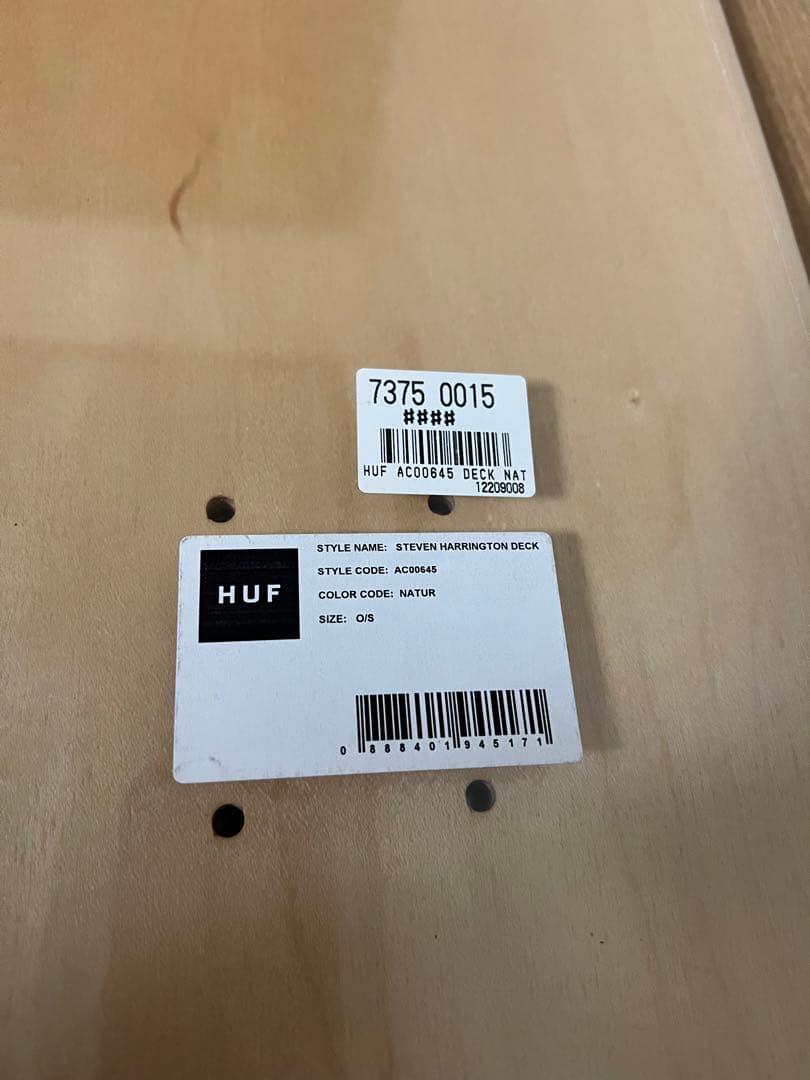 7375 0015
####
HUF AC00645 DECK NAT
12209008
HUF
STYLE NAME: STEVEN HARRINGTON DECK
STYLE CODE: AC00645
COLOR CODE: NATUR
SIZE: O/S
0 888401 945171